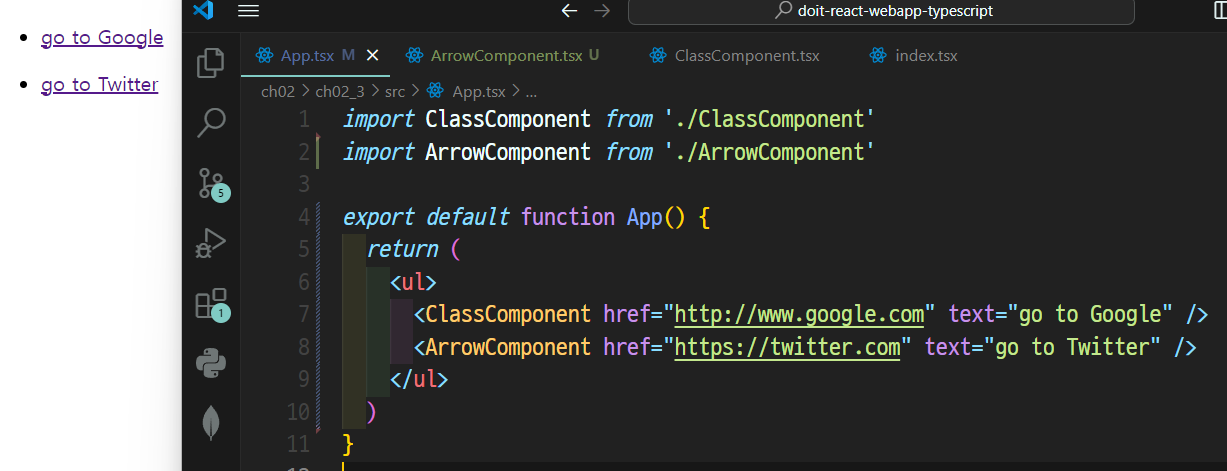 go to Google
go to Twitter
doit-react-webapp-typescript
App.tsx M
ArrowComponent.tsx U
ClassComponent.tsx
index.tsx
ch02 > ch02_3 > src > App.tsx > ...
1 import ClassComponent from './ClassComponent'
2 import ArrowComponent from './ArrowComponent'
3
4 export default function App() {
5 return (
6 <ul>
7 <ClassComponent href="http://www.google.com" text="go to Google" />
8 <ArrowComponent href="https://twitter.com" text="go to Twitter" />
9 </ul>
10 )
11 }
5
1